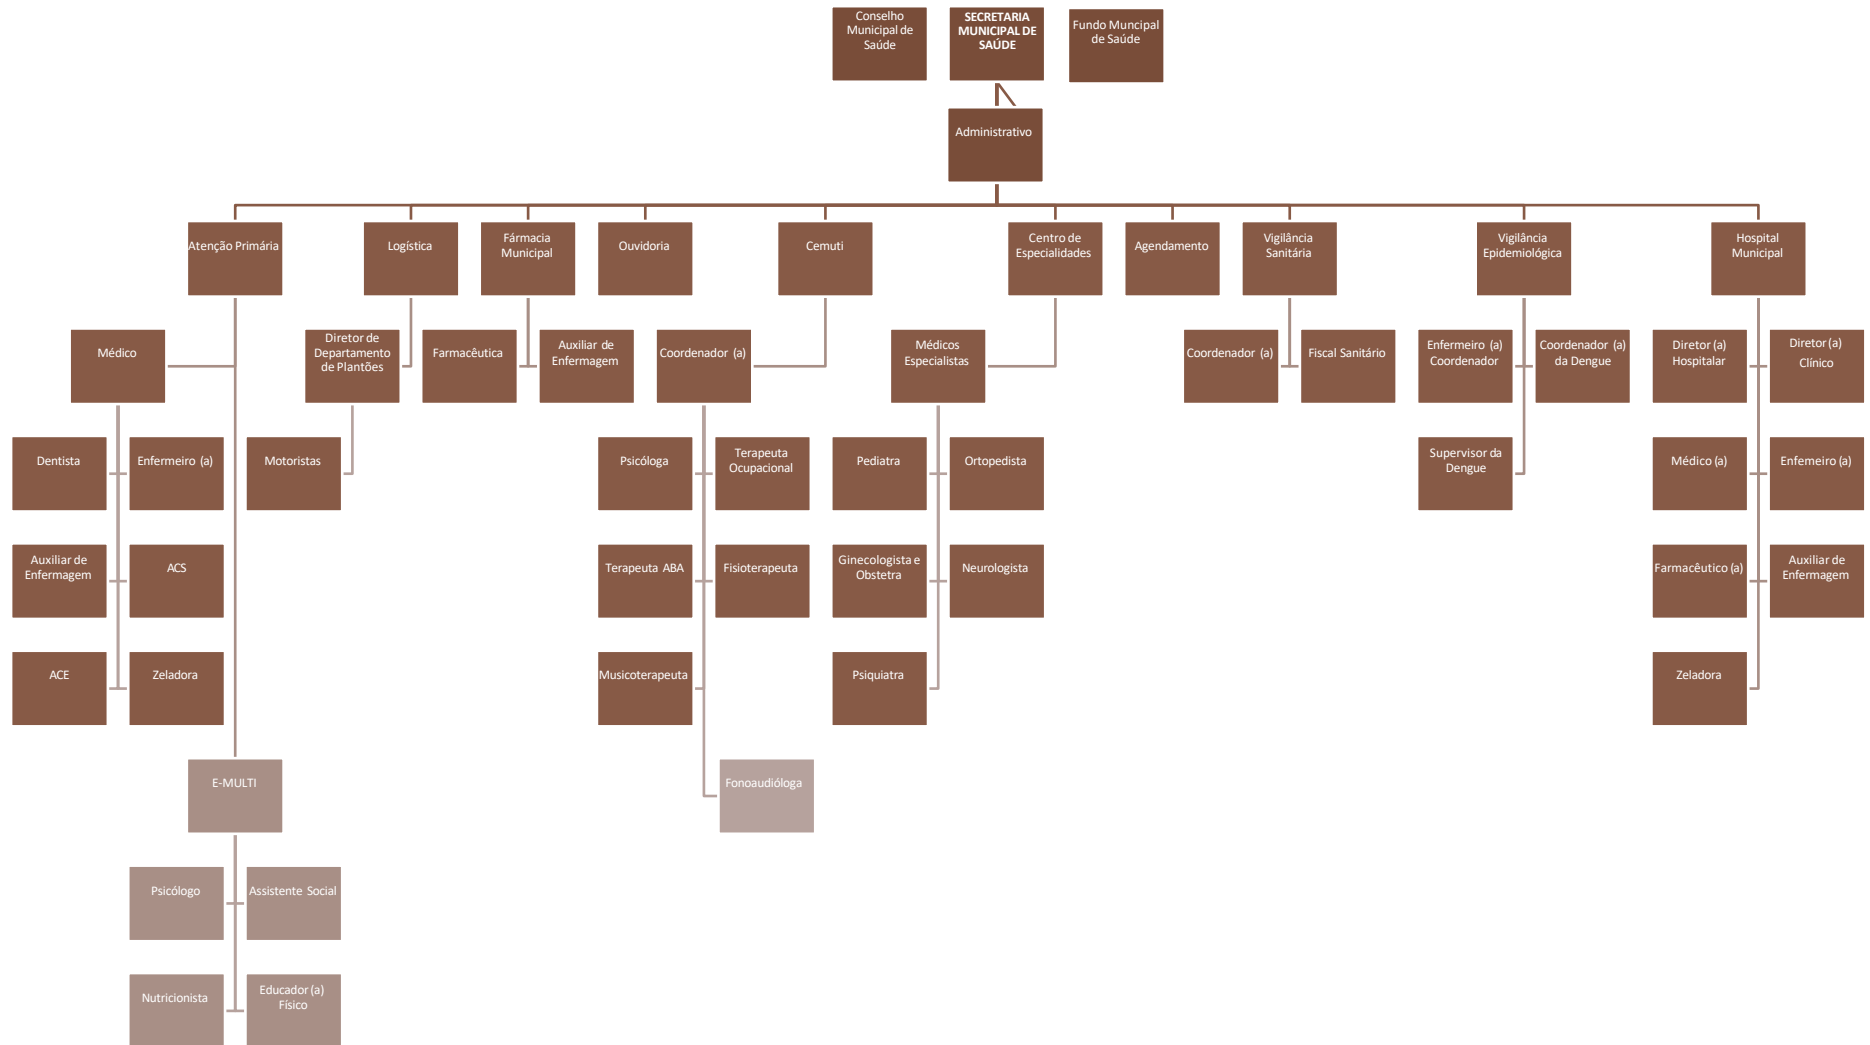 Conselho
Municipal de
Saúde
SECRETARIA
MUNICIPAL DE
SAÚDE
Fundo Muncipal
de Saúde
Administrativo
Atenção Primária
Logística
Fármacia
Municipal
Ouvidoria
Cemuti
Centro de
Especialidades
Agendamento
Vigilância
Sanitária
Vigilância
Epidemiológica
Hospital
Municipal
Médico
Diretor de
Departamento
de Plantões
Farmacêutica
Auxiliar de
Enfermagem
Coordenador (a)
Médicos
Especialistas
Coordenador (a)
Fiscal Sanitário
Enfermeiro (a)
Coordenador
Coordenador (a)
da Dengue
Diretor (a)
Hospitalar
Diretor (a)
Clínico
Dentista
Enfermeiro (a)
Motoristas
Psicóloga
Terapeuta
Ocupacional
Pediatra
Ortopedista
Supervisor da
Dengue
Médico (a)
Enfemeiro (a)
Auxiliar de
Enfermagem
ACS
Terapeuta ABA
Fisioterapeuta
Ginecologista e
Obstetra
Neurologista
Farmacêutico (a)
Auxiliar de
Enfermagem
ACE
Zeladora
Musicoterapeuta
Psiquiatra
Zeladora
E-MULTI
Fonoaudióloga
Psicólogo
Assistente Social
Nutricionista
Educador (a)
Físico